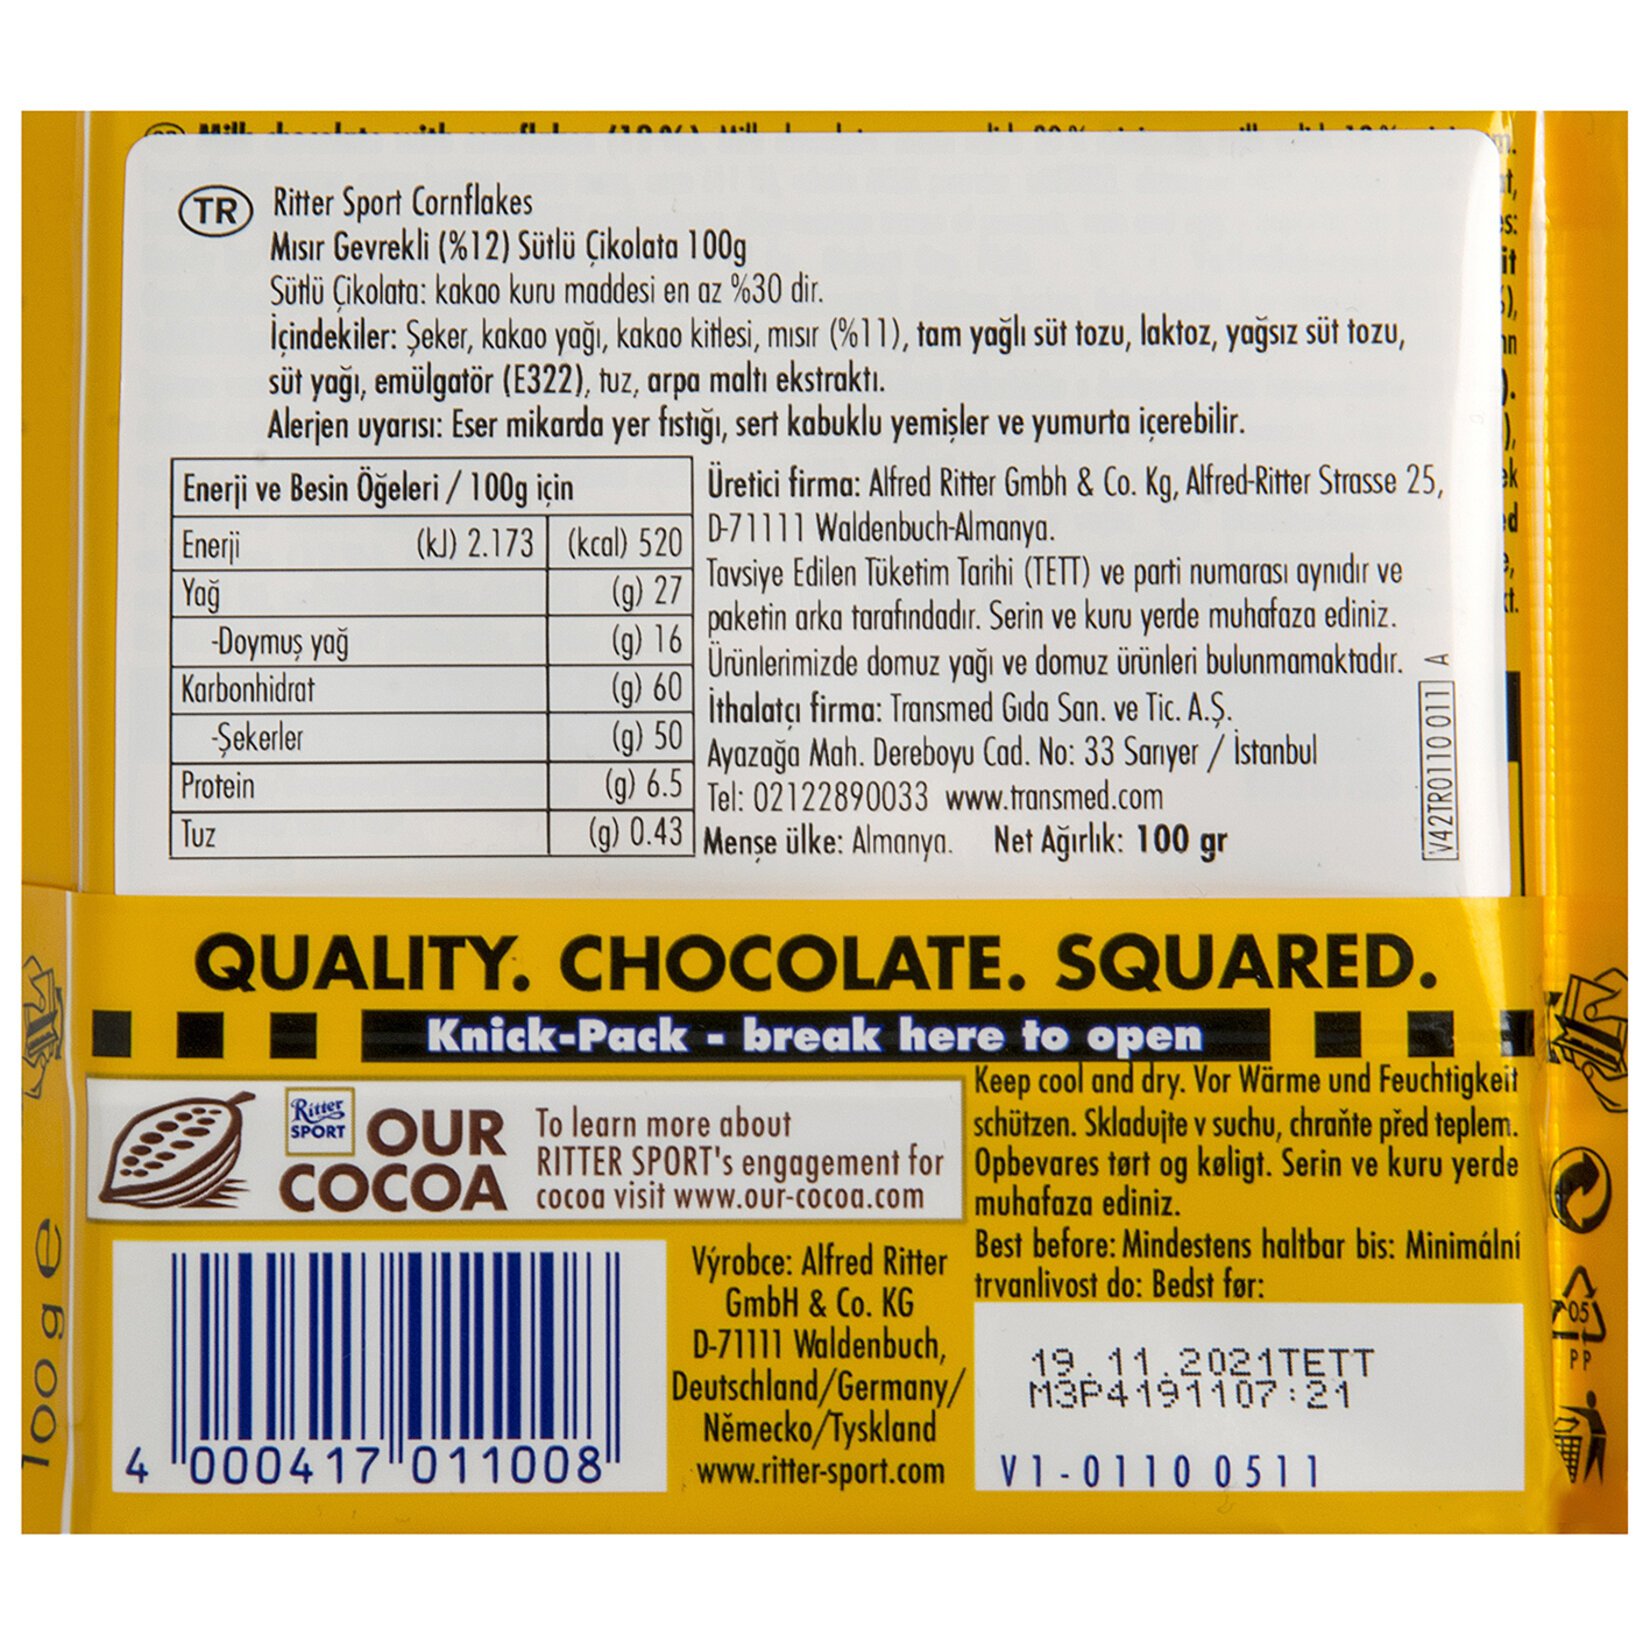 TR
Ritter Sport Cornflakes
Mısır Gevrekli (%12) Sütlü Çikolata 100g
Sütlü Çikolata: kakao kuru maddesi en az %30 dir.
İçindekiler: Şeker, kakao yağı, kakao kitlesi, mısır (%11), tam yağlı süt tozu, laktoz, yağsız süt tozu,
süt yağı, emülgatör (E322), tuz, arpa maltı ekstraktı.
Alerjen uyarısı: Eser mikarda yer fıstığı, sert kabuklu yemişler ve yumurta içerebilir.
Enerji ve Besin Öğeleri / 100g için
Enerji (kJ) 2.173 (kcal) 520
Yağ (g) 27
-Doymuş yağ (g) 16
Karbonhidrat (g) 60
-Şekerler (g) 50
Protein (g) 6.5
Tuz (g) 0.43
Üretici firma: Alfred Ritter Gmbh & Co. Kg, Alfred-Ritter Strasse 25,
D-71111 Waldenbuch-Almanya.
Tavsiye Edilen Tüketim Tarihi (TETT) ve parti numarası aynıdır ve
paketin arka tarafındadır. Serin ve kuru yerde muhafaza ediniz.
Ürünlerimizde domuz yağı ve domuz ürünleri bulunmamaktadır.
İthalatçı firma: Transmed Gıda San. ve Tic. A.Ş.
Ayazağa Mah. Dereboyu Cad. No: 33 Sarıyer / İstanbul
Tel: 02122890033 www.transmed.com
Menşe ülke: Almanya. Net Ağırlık: 100 gr
V42TR0110011 A
QUALITY. CHOCOLATE. SQUARED.
Knick-Pack - break here to open
Ritter
SPORT
OUR
COCOA
To learn more about
RITTER SPORT's engagement for
cocoa visit www.our-cocoa.com
Keep cool and dry. Vor Wärme und Feuchtigkeit
schützen. Skladujte v suchu, chraňte před teplem.
Opbevares tørt og køligt. Serin ve kuru yerde
muhafaza ediniz.
Best before: Mindestens haltbar bis: Minimální
trvanlivost do: Bedst før:
19.11.2021TETT
M3P4191107:21
V1-0110 0511
Výrobce: Alfred Ritter
GmbH & Co. KG
D-71111 Waldenbuch,
Deutschland/Germany/
Německo/Tyskland
www.ritter-sport.com
4 000417 011008
100 g e
05
PP